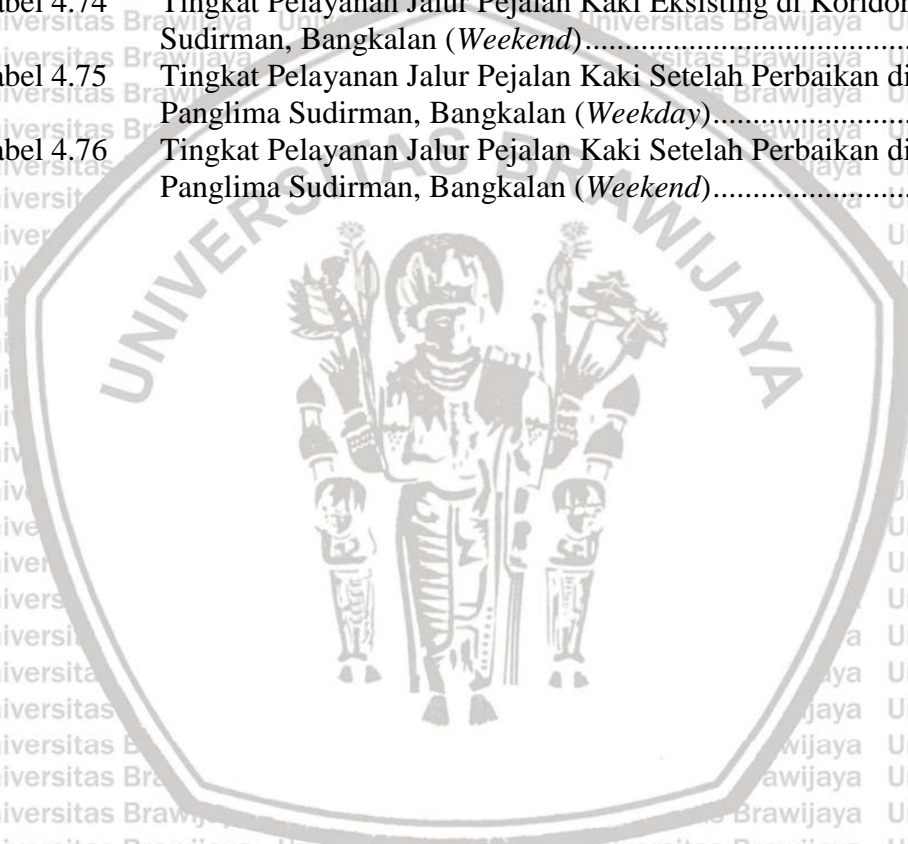 abel 4.74 Tingkat Pelayanan Jalur Pejalan Kaki Eksisting di Koridor
Sudirman, Bangkalan (Weekend)........................................
abel 4.75 Tingkat Pelayanan Jalur Pejalan Kaki Setelah Perbaikan di
Panglima Sudirman, Bangkalan (Weekday)........................
abel 4.76 Tingkat Pelayanan Jalur Pejalan Kaki Setelah Perbaikan di
Panglima Sudirman, Bangkalan (Weekend)........................
UNIVERSITAS BRAWIJAYA